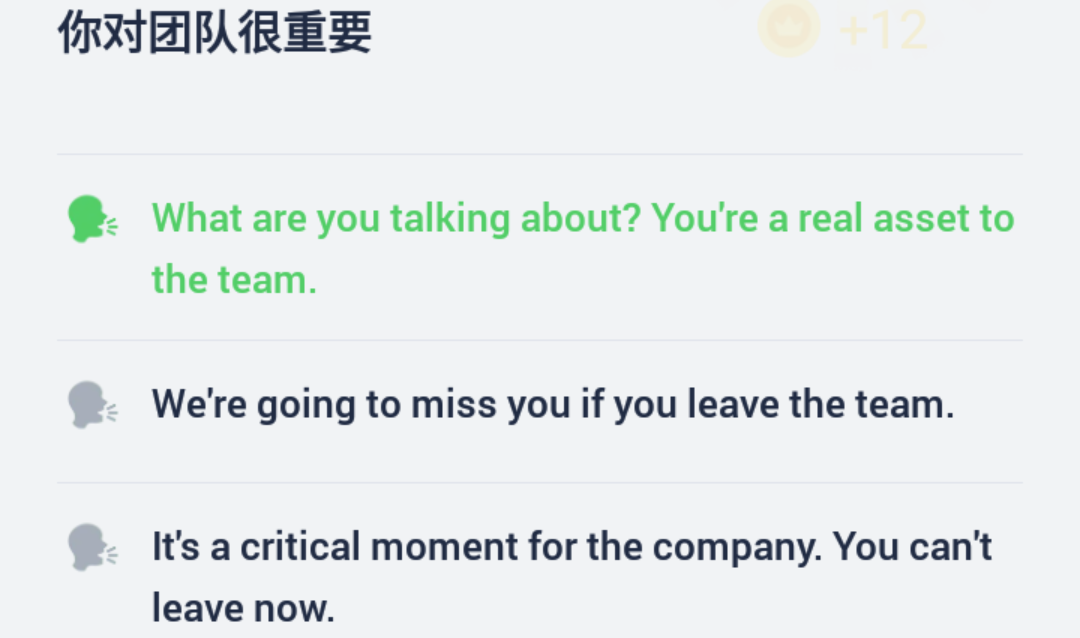 你对团队很重要
+12
What are you talking about? You're a real asset to
the team.
We're going to miss you if you leave the team.
It's a critical moment for the company. You can't
leave now.